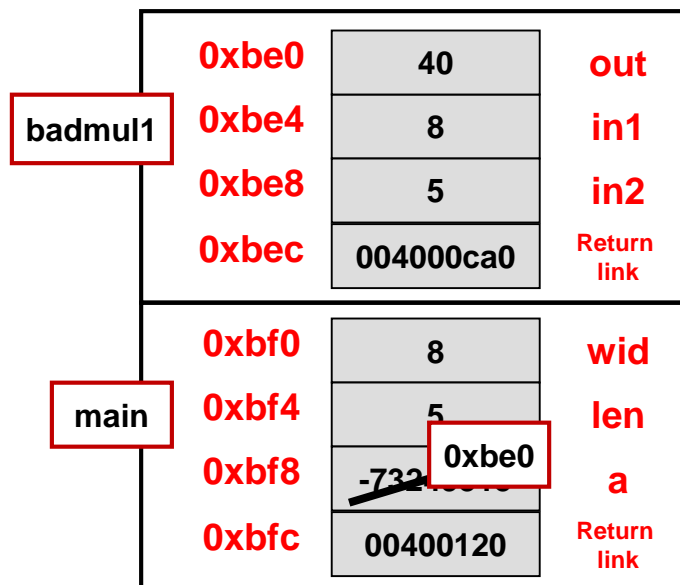 0xbe0 40 out
badmul1
0xbe4 8 in1
0xbe8 5 in2
0xbec 004000ca0 Return link
0xbf0 8 wid
main
0xbf4 5 len
0xbe0
0xbf8 a
0xbfc 00400120 Return link